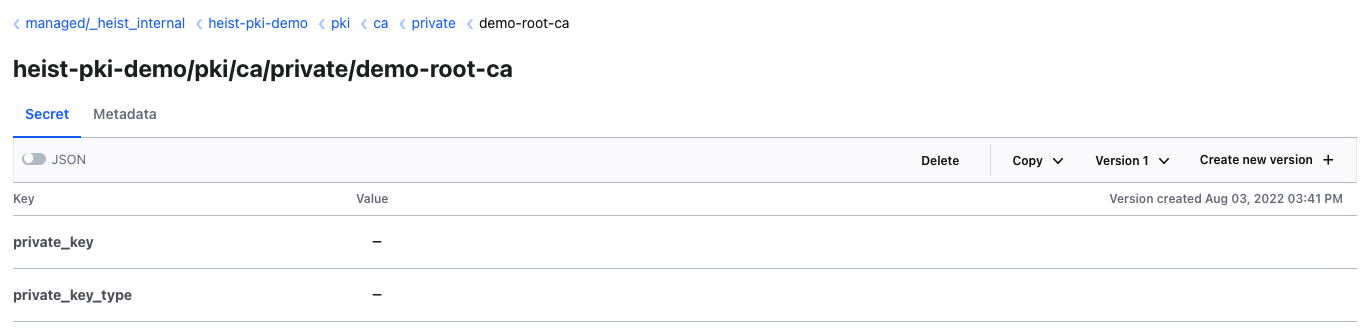 managed/_heist_internal heist-pki-demo pki ca private demo-root-ca
heist-pki-demo/pki/ca/private/demo-root-ca
Secret Metadata
JSON Delete Copy Version 1 Create new version +
Key Value Version created Aug 03, 2022 03:41 PM
private_key –
private_key_type –